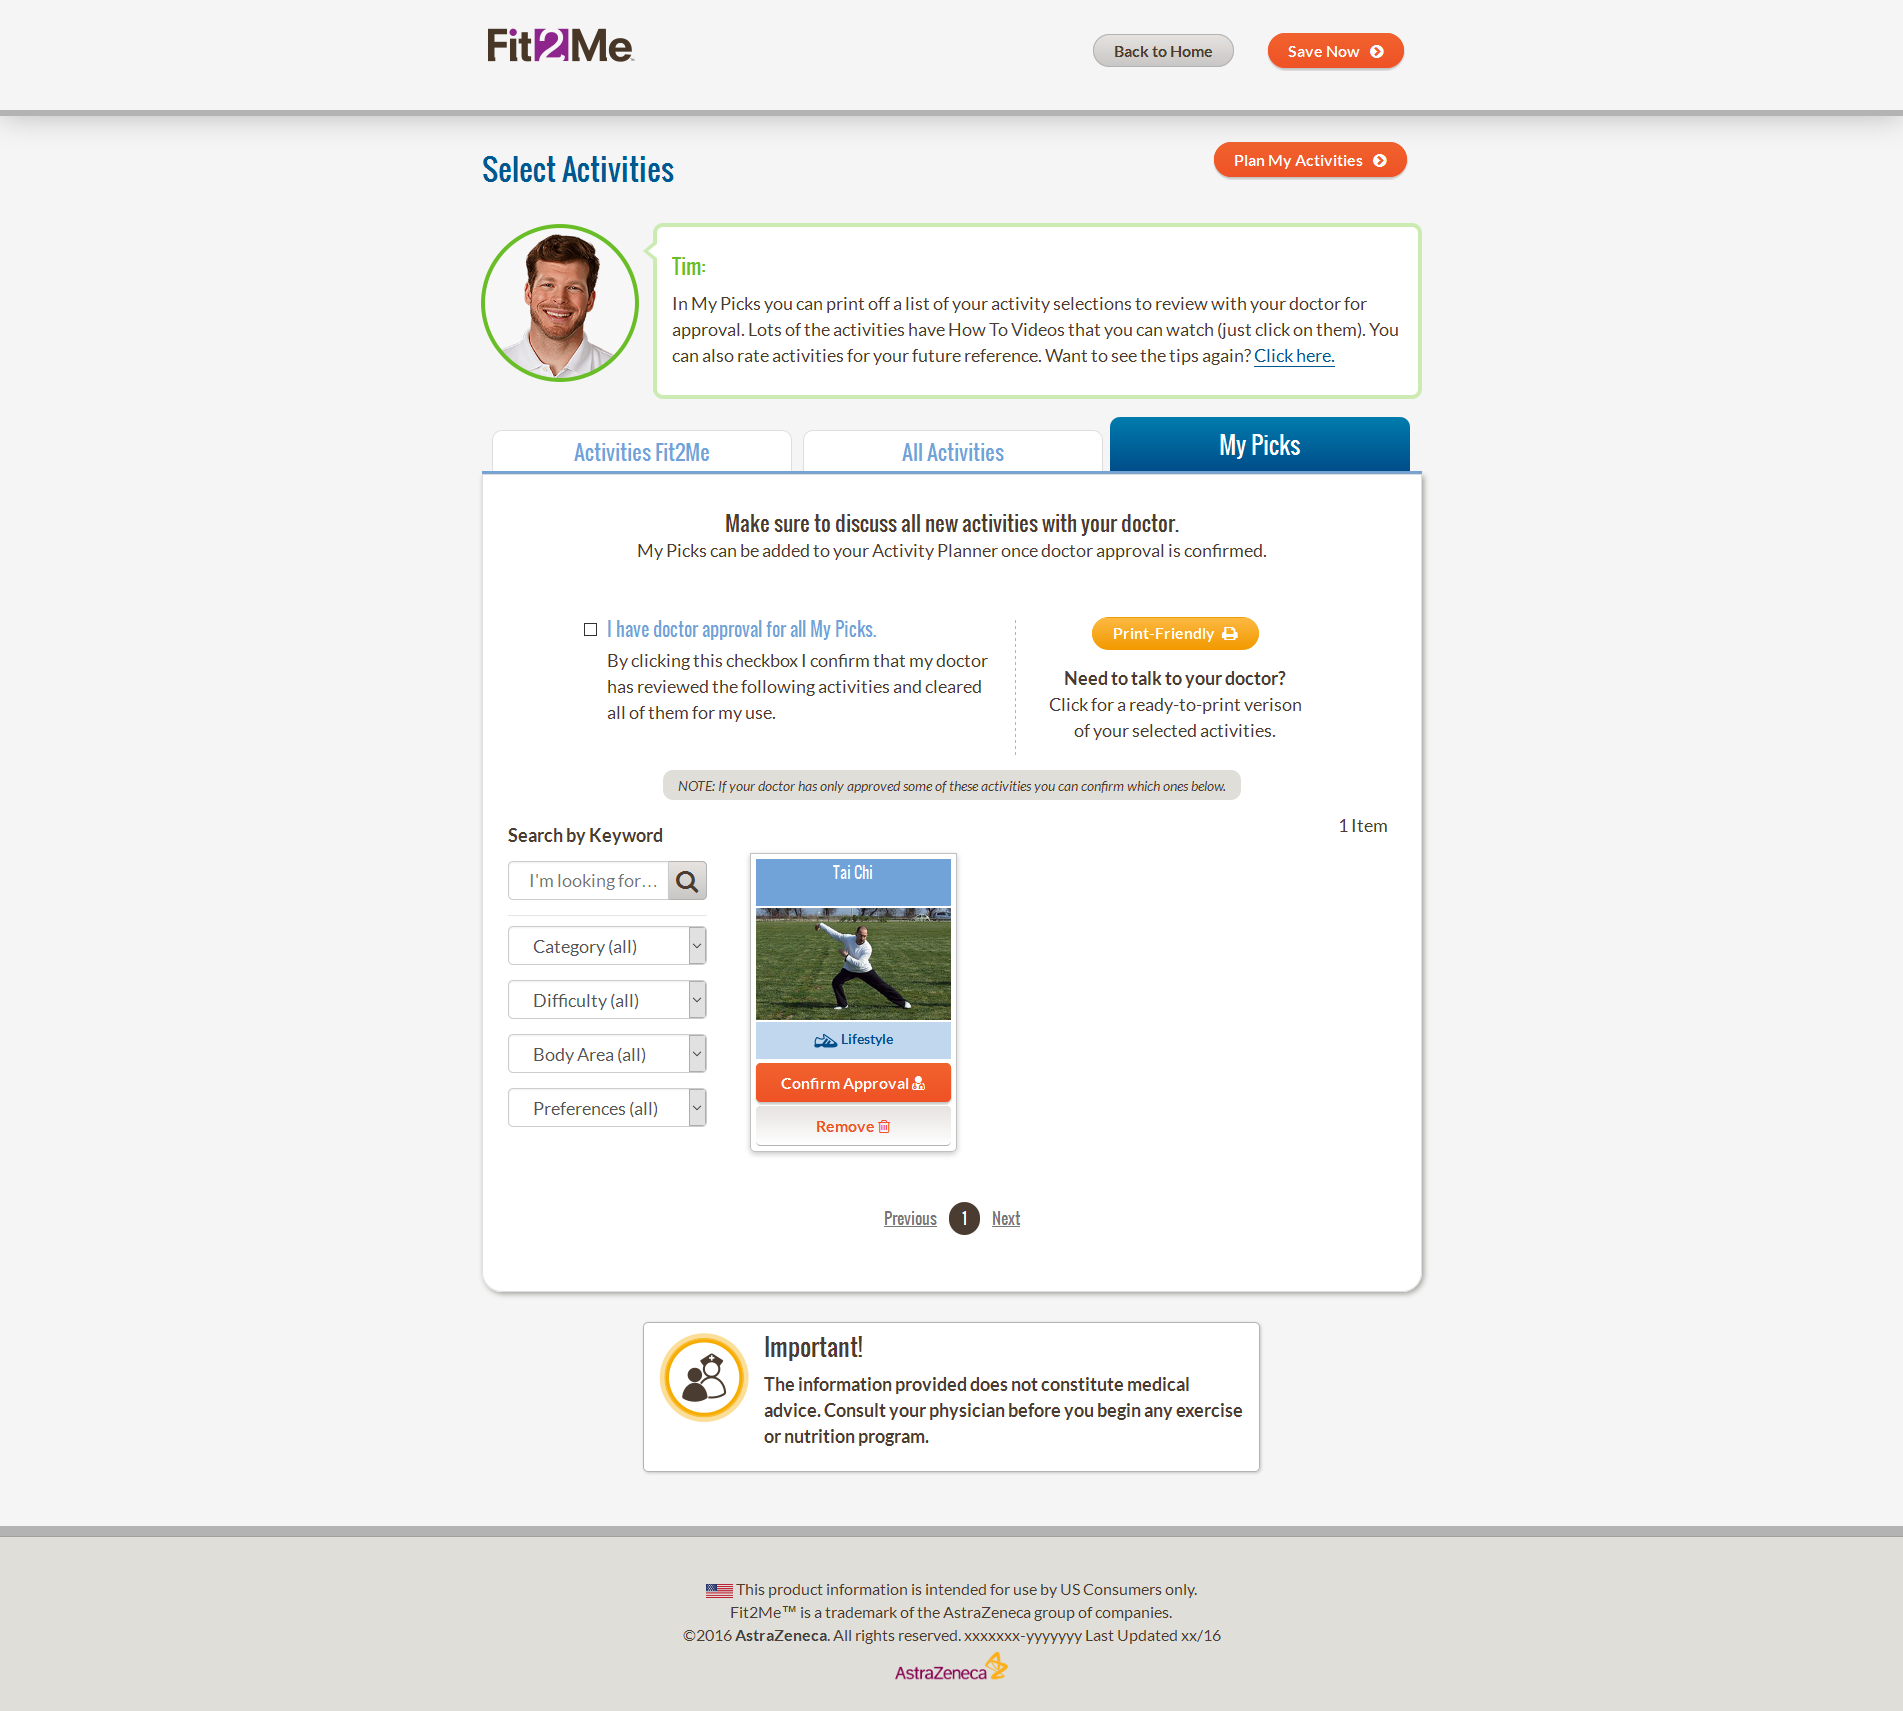 Fit2Me
Back to Home
Save Now
Select Activities
Plan My Activities
Tim:
In My Picks you can print off a list of your activity selections to review with your doctor for
approval. Lots of the activities have How To Videos that you can watch (just click on them). You
can also rate activities for your future reference. Want to see the tips again? Click here.
Activities Fit2Me
All Activities
My Picks
Make sure to discuss all new activities with your doctor.
My Picks can be added to your Activity Planner once doctor approval is confirmed.
I have doctor approval for all My Picks.
By clicking this checkbox I confirm that my doctor
has reviewed the following activities and cleared
all of them for my use.
Print-Friendly
Need to talk to your doctor?
Click for a ready-to-print verison
of your selected activities.
NOTE: If your doctor has only approved some of these activities you can confirm which ones below.
Search by Keyword
1 Item
I'm looking for...
Category (all)
Difficulty (all)
Body Area (all)
Preferences (all)
Tai Chi
Lifestyle
Confirm Approval
Remove
Previous
1
Next
Important!
The information provided does not constitute medical
advice. Consult your physician before you begin any exercise
or nutrition program.
This product information is intended for use by US Consumers only.
Fit2Me™ is a trademark of the AstraZeneca group of companies.
©2016 AstraZeneca. All rights reserved. xxxxxxx-yyyyyyy Last Updated xx/16
AstraZeneca